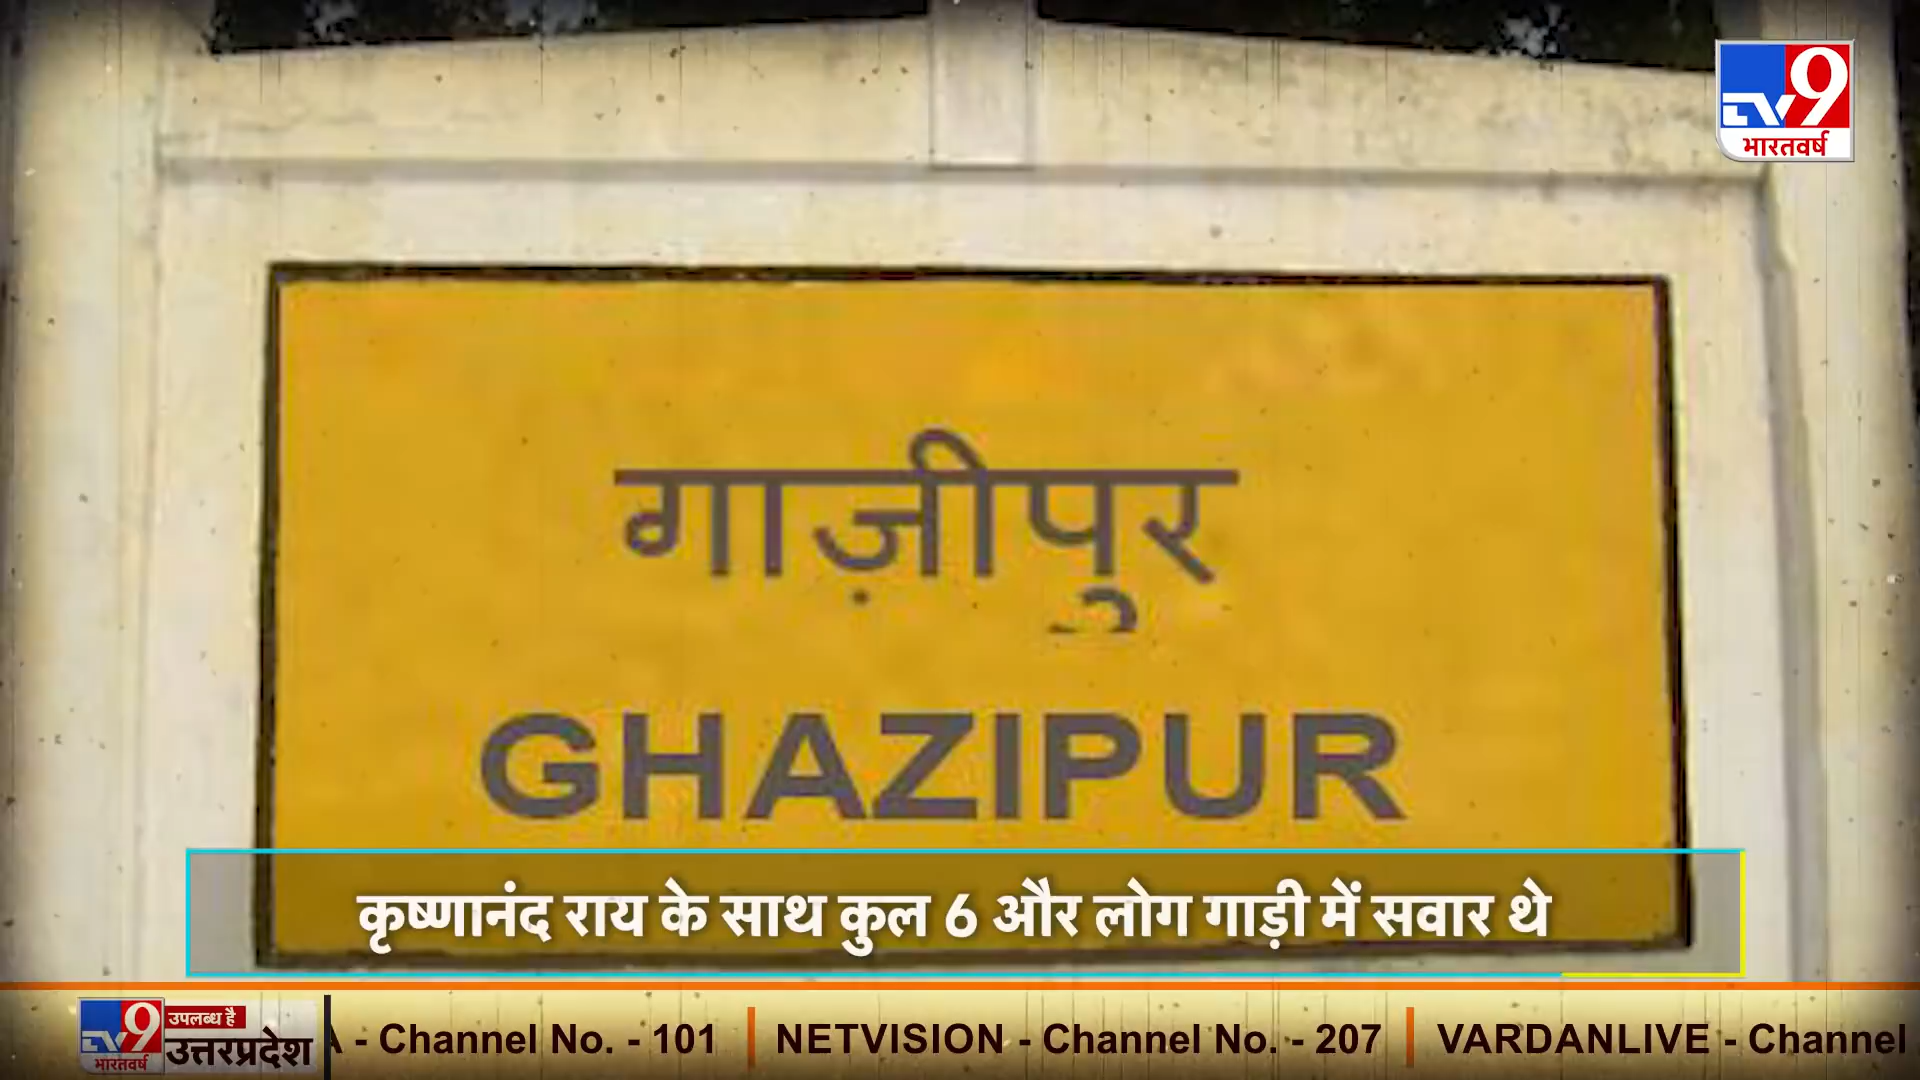 TV9
भारतवर्ष
गाज़ीपुर
GHAZIPUR
कृष्णानंद राय के साथ कुल 6 और लोग गाड़ी में सवार थे
TV9 भारतवर्ष
उपलब्ध है
उत्तरप्रदेश
- Channel No. - 101 | NETVISION - Channel No. - 207 | VARDANLIVE - Channel